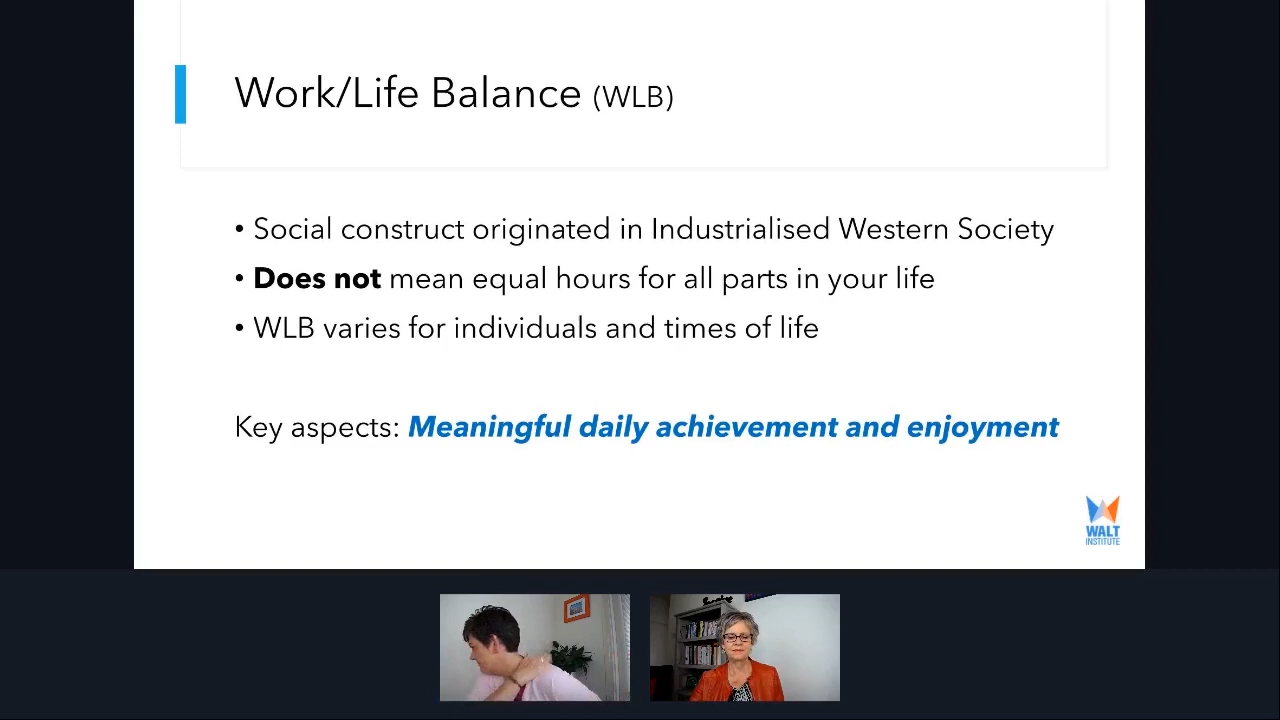 Work/Life Balance (WLB)
• Social construct originated in Industrialised Western Society
• Does not mean equal hours for all parts in your life
• WLB varies for individuals and times of life
Key aspects: Meaningful daily achievement and enjoyment
WALT
INSTITUTE